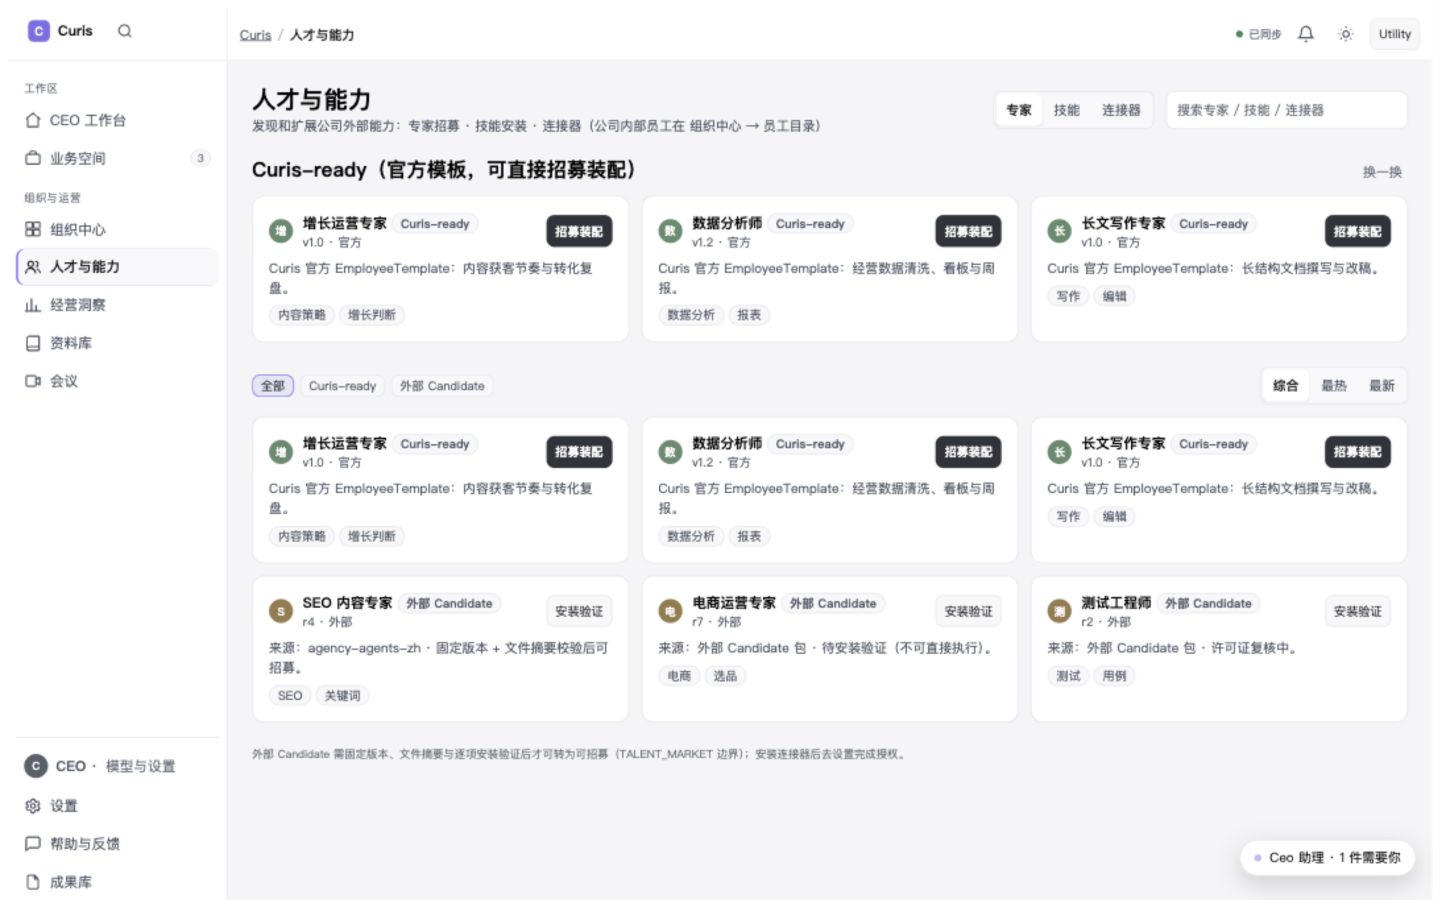 C Curis
工作区
CEO 工作台
业务空间 3
组织与运营
组织中心
人才与能力
经营洞察
资料库
会议
C CEO · 模型与设置
设置
帮助与反馈
成果库
Curis / 人才与能力
已同步
Utility
人才与能力
发现和扩展公司外部能力：专家招募 · 技能安装 · 连接器（公司内部员工在 组织中心 → 员工目录）
专家 技能 连接器
搜索专家 / 技能 / 连接器
Curis-ready（官方模板，可直接招募装配）
换一换
增 增长运营专家 Curis-ready
v1.0 · 官方
招募装配
Curis 官方 EmployeeTemplate：内容获客节奏与转化复
盘。
内容策略 增长判断
数 数据分析师 Curis-ready
v1.2 · 官方
招募装配
Curis 官方 EmployeeTemplate：经营数据清洗、看板与周
报。
数据分析 报表
长 长文写作专家 Curis-ready
v1.0 · 官方
招募装配
Curis 官方 EmployeeTemplate：长结构文档撰写与改稿。
写作 编辑
全部 Curis-ready 外部 Candidate
综合 最热 最新
增 增长运营专家 Curis-ready
v1.0 · 官方
招募装配
Curis 官方 EmployeeTemplate：内容获客节奏与转化复
盘。
内容策略 增长判断
数 数据分析师 Curis-ready
v1.2 · 官方
招募装配
Curis 官方 EmployeeTemplate：经营数据清洗、看板与周
报。
数据分析 报表
长 长文写作专家 Curis-ready
v1.0 · 官方
招募装配
Curis 官方 EmployeeTemplate：长结构文档撰写与改稿。
写作 编辑
S SEO 内容专家 外部 Candidate
r4 · 外部
安装验证
来源：agency-agents-zh · 固定版本 + 文件摘要校验后可
招募。
SEO 关键词
电 电商运营专家 外部 Candidate
r7 · 外部
安装验证
来源：外部 Candidate 包 · 待安装验证（不可直接执行）。
电商 选品
测 测试工程师 外部 Candidate
r2 · 外部
安装验证
来源：外部 Candidate 包 · 许可证复核中。
测试 用例
外部 Candidate 需固定版本、文件摘要与逐项安装验证后才可转为可招募（TALENT_MARKET 边界）；安装连接器后去设置完成授权。
Ceo 助理 · 1 件需要你